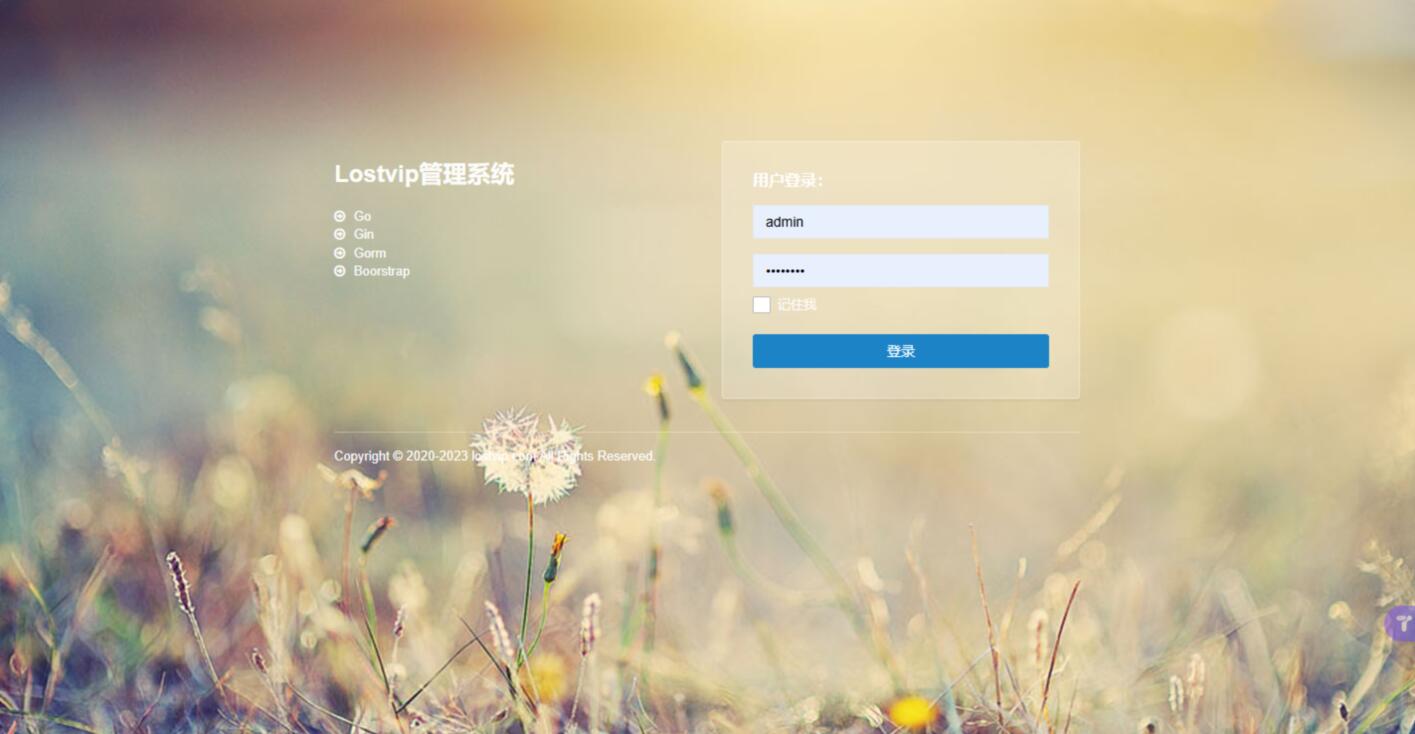 Lostvip管理系统
Go
Gin
Gorm
Boorstrap
用户登录：
admin
••••••••
记住我
登录
Copyright © 2020-2023 lostvip.com All Rights Reserved.